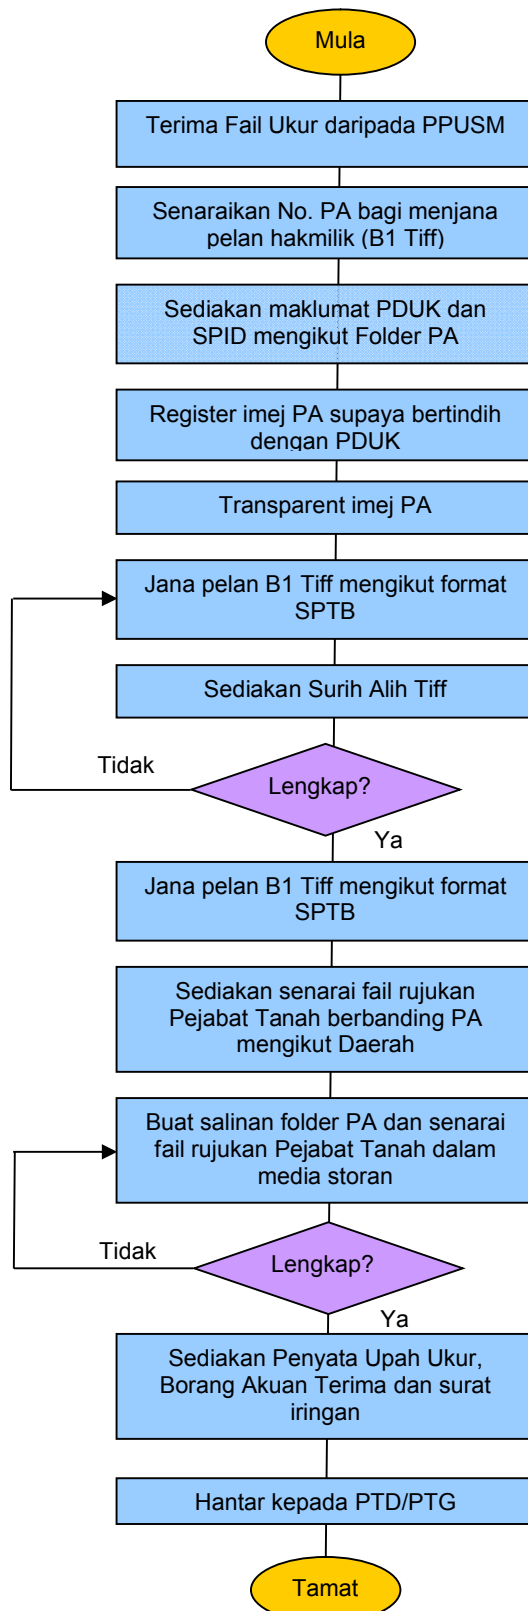 Mula
Terima Fail Ukur daripada PPUSM
Senaraikan No. PA bagi menjana
pelan hakmilik (B1 Tiff)
Sediakan maklumat PDUK dan
SPID mengikut Folder PA
Register imej PA supaya bertindih
dengan PDUK
Transparent imej PA
Jana pelan B1 Tiff mengikut format
SPTB
Sediakan Surih Alih Tiff
Tidak
Lengkap?
Ya
Jana pelan B1 Tiff mengikut format
SPTB
Sediakan senarai fail rujukan
Pejabat Tanah berbanding PA
mengikut Daerah
Buat salinan folder PA dan senarai
fail rujukan Pejabat Tanah dalam
media storan
Tidak
Lengkap?
Ya
Sediakan Penyata Upah Ukur,
Borang Akuan Terima dan surat
iringan
Hantar kepada PTD/PTG
Tamat